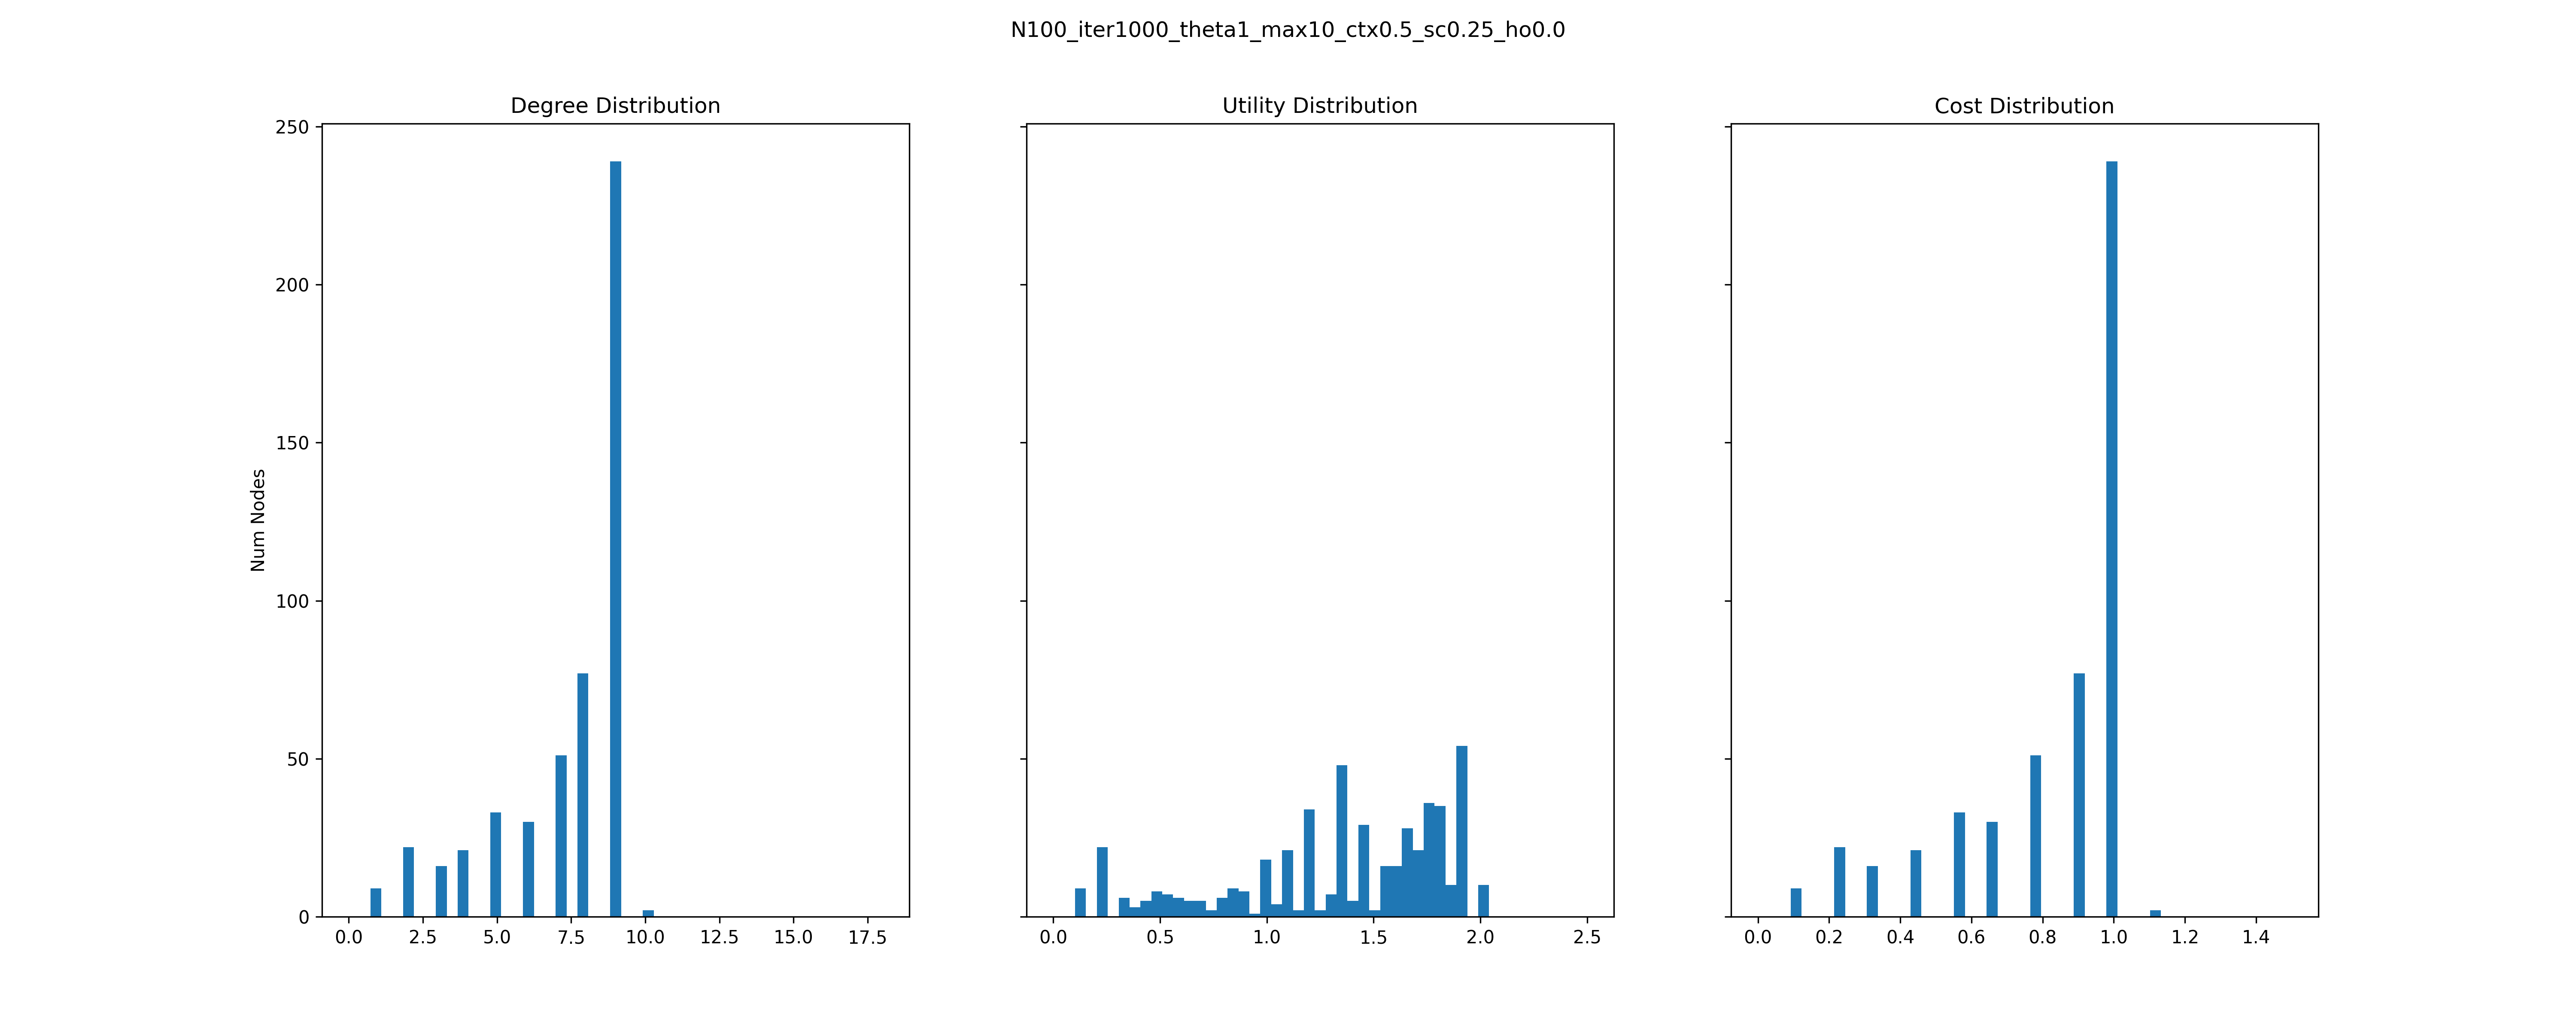 N100_iter1000_theta1_max10_ctx0.5_sc0.25_ho0.0
Degree Distribution
Utility Distribution
Cost Distribution
Num Nodes
250
200
150
100
50
0
0.0 2.5 5.0 7.5 10.0 12.5 15.0 17.5
0.0 0.5 1.0 1.5 2.0 2.5
0.0 0.2 0.4 0.6 0.8 1.0 1.2 1.4